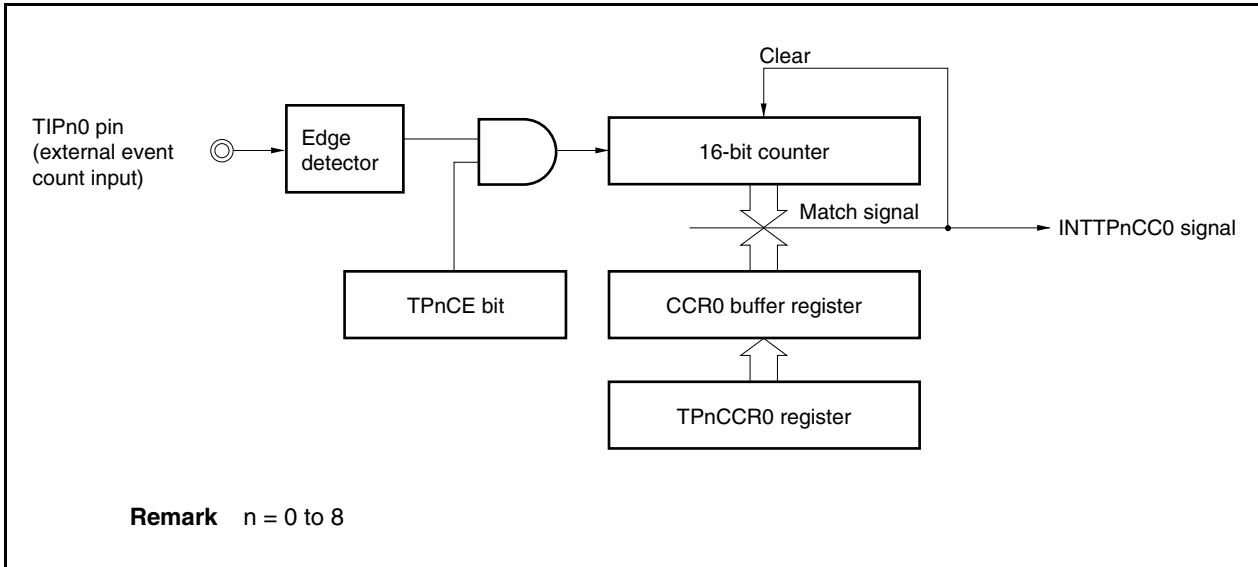 Clear
TIPn0 pin
(external event
count input)
Edge
detector
16-bit counter
Match signal
INTTPnCC0 signal
TPnCE bit
CCR0 buffer register
TPnCCR0 register
Remark n = 0 to 8